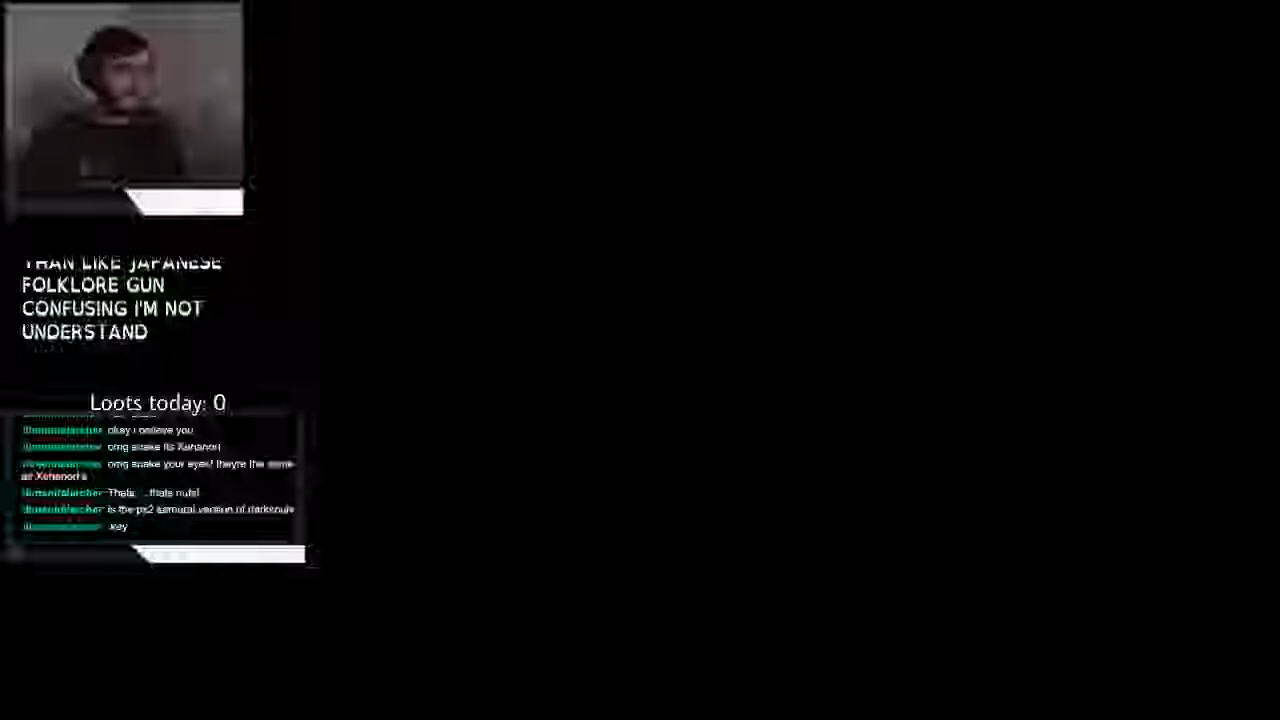 THAN LIKE JAPANESE
FOLKLORE GUN
CONFUSING I'M NOT
UNDERSTAND
Loots today: 0
okay i believe you
omg snake its Xehanort
omg snake your eyes! theyre the same
as Xehanort's
Thats... thats nuts!
is the ps2 samurai version of darksouls
.key